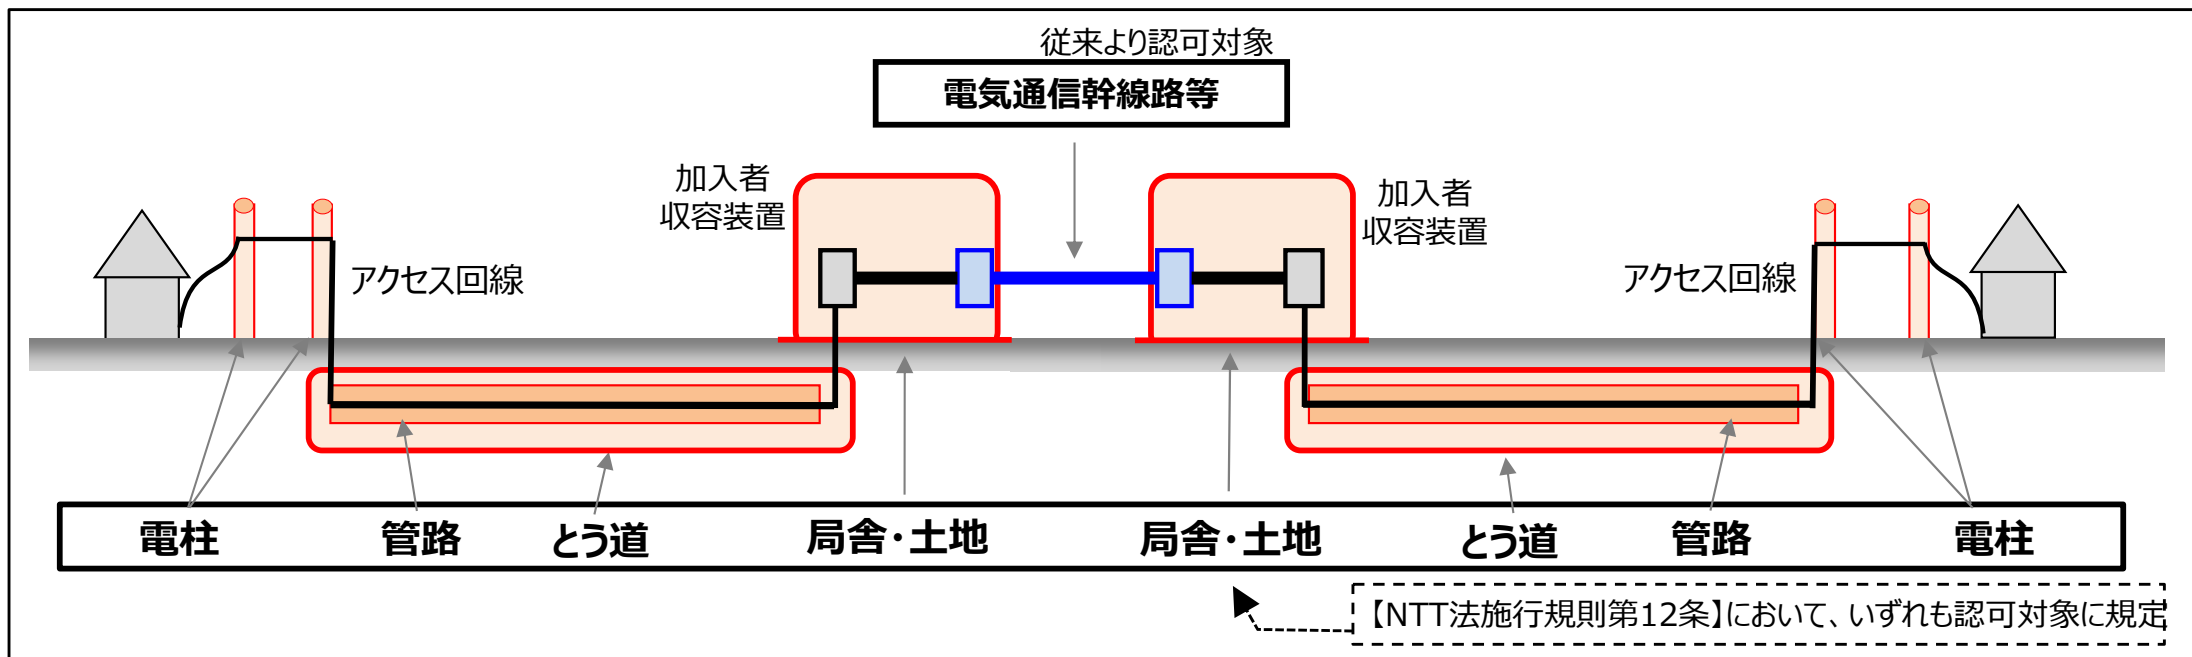 従来より認可対象
電気通信幹線路等
加入者
収容装置
加入者
収容装置
アクセス回線
アクセス回線
電柱 管路 とう道 局舎・土地 局舎・土地 とう道 管路 電柱
【NTT法施行規則第12条】において、いずれも認可対象に規定